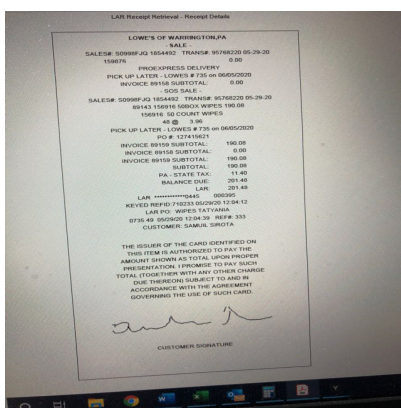 LAR Receipt Retrieval - Receipt Details
LOWE'S OF WARRINGTON,PA
- SALE -
SALES#: S0998FJQ 1854492 TRANS#: 95768220 05-29-20
159876 0.00
PROEXPRESS DELIVERY
PICK UP LATER - LOWES # 735 on 06/05/2020
INVOICE 89158 SUBTOTAL: 0.00
- SOS SALE -
SALES#: S0998FJQ 1854492 TRANS#: 95768220 05-29-20
89143 156916 50BOX WIPES 190.08
156916 50 COUNT WIPES
48 @ 3.96
PICK UP LATER - LOWES # 735 on 06/05/2020
PO #: 127415621
INVOICE 89159 SUBTOTAL: 190.08
INVOICE 89158 SUBTOTAL: 0.00
INVOICE 89159 SUBTOTAL: 190.08
SUBTOTAL: 190.08
PA - STATE TAX: 11.40
BALANCE DUE: 201.48
LAR: 201.48
LAR ************0445 000395
KEYED REFID:710233 05/29/20 12:04:12
LAR PO: WIPES TATYANIA
0735 49 05/29/20 12:04:39 REF#: 333
CUSTOMER: SAMUIL SIROTA
THE ISSUER OF THE CARD IDENTIFIED ON
THIS ITEM IS AUTHORIZED TO PAY THE
AMOUNT SHOWN AS TOTAL UPON PROPER
PRESENTATION. I PROMISE TO PAY SUCH
TOTAL (TOGETHER WITH ANY OTHER CHARGE
DUE THEREON) SUBJECT TO AND IN
ACCORDANCE WITH THE AGREEMENT
GOVERNING THE USE OF SUCH CARD.
CUSTOMER SIGNATURE